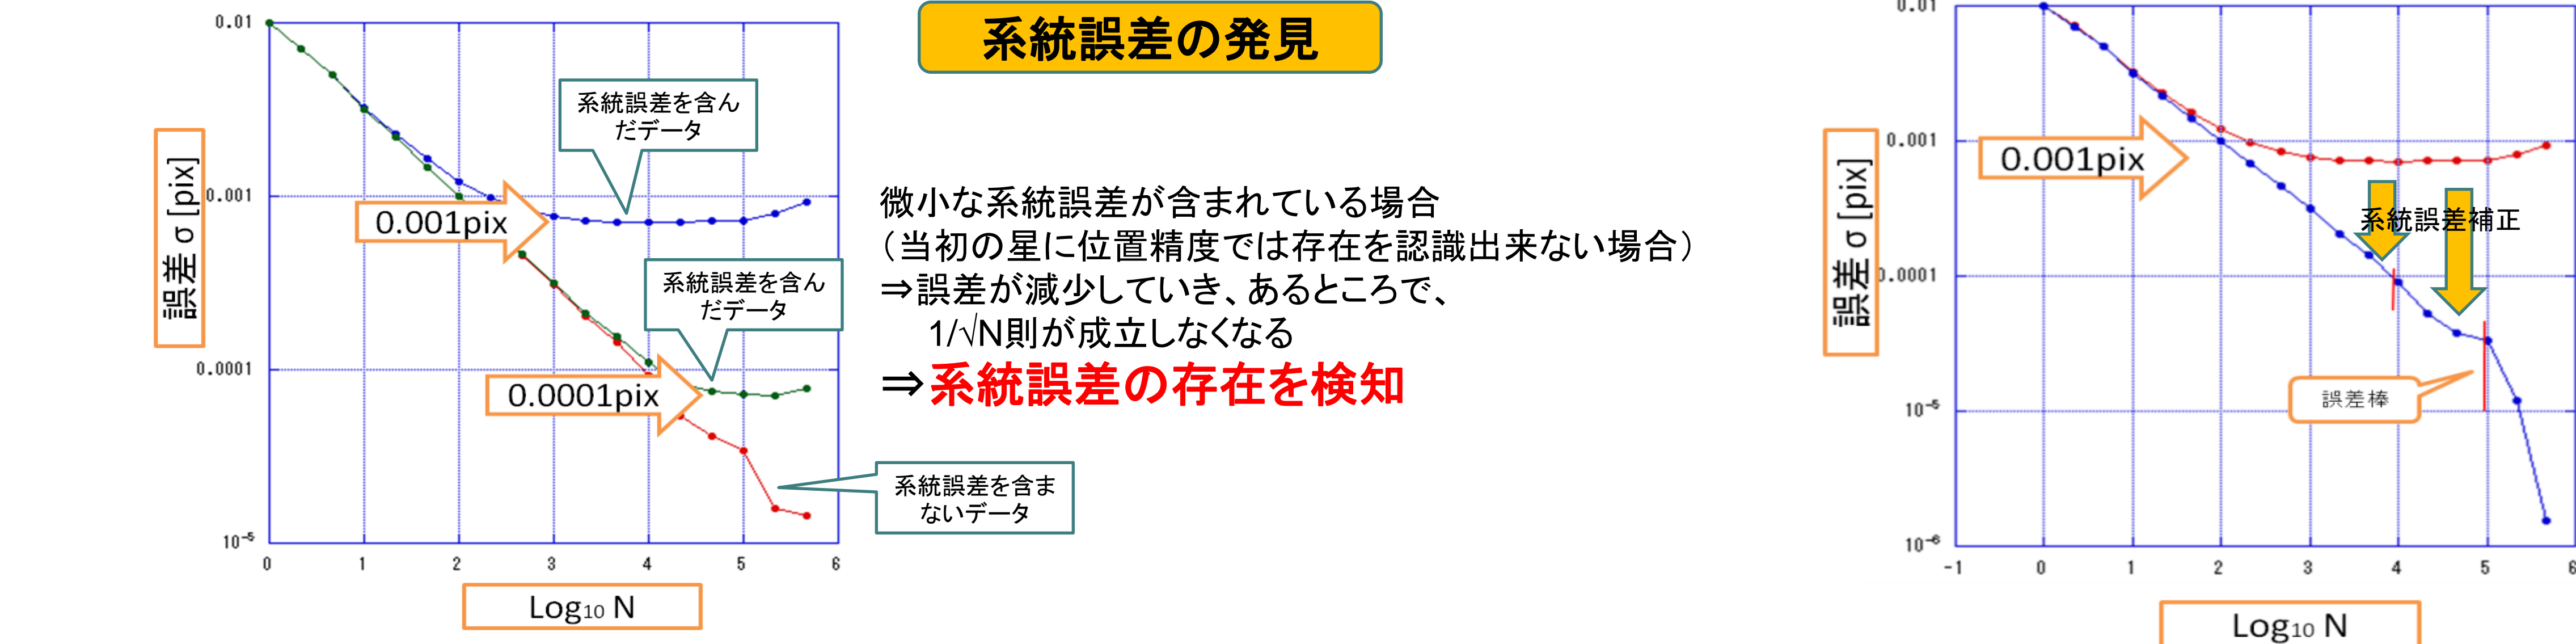 系統誤差の発見
0.01
0.001
0.0001
10⁻⁵
誤差 σ [pix]
0 1 2 3 4 5 6
Log₁₀ N
系統誤差を含ん
だデータ
0.001pix
系統誤差を含ん
だデータ
0.0001pix
系統誤差を含ま
ないデータ
微小な系統誤差が含まれている場合
（当初の星に位置精度では存在を認識出来ない場合）
⇒誤差が減少していき、あるところで、
1/√N則が成立しなくなる
⇒系統誤差の存在を検知
0.01
0.001
0.0001
10⁻⁵
10⁻⁶
誤差 σ [pix]
0.001pix
系統誤差補正
誤差棒
-1 0 1 2 3 4 5 6
Log₁₀ N